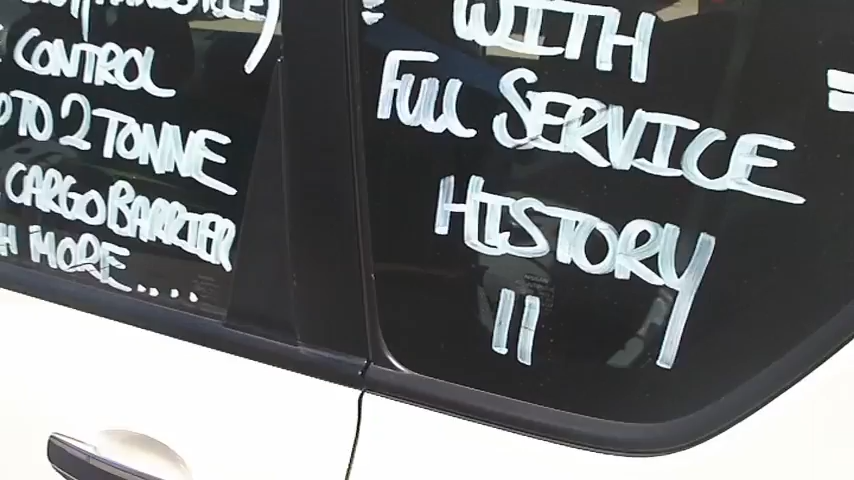 CONTROL
TO 2 TONNE
CARGO BARRIER
MORE.....
" WITH "
FULL SERVICE
HISTORY
"